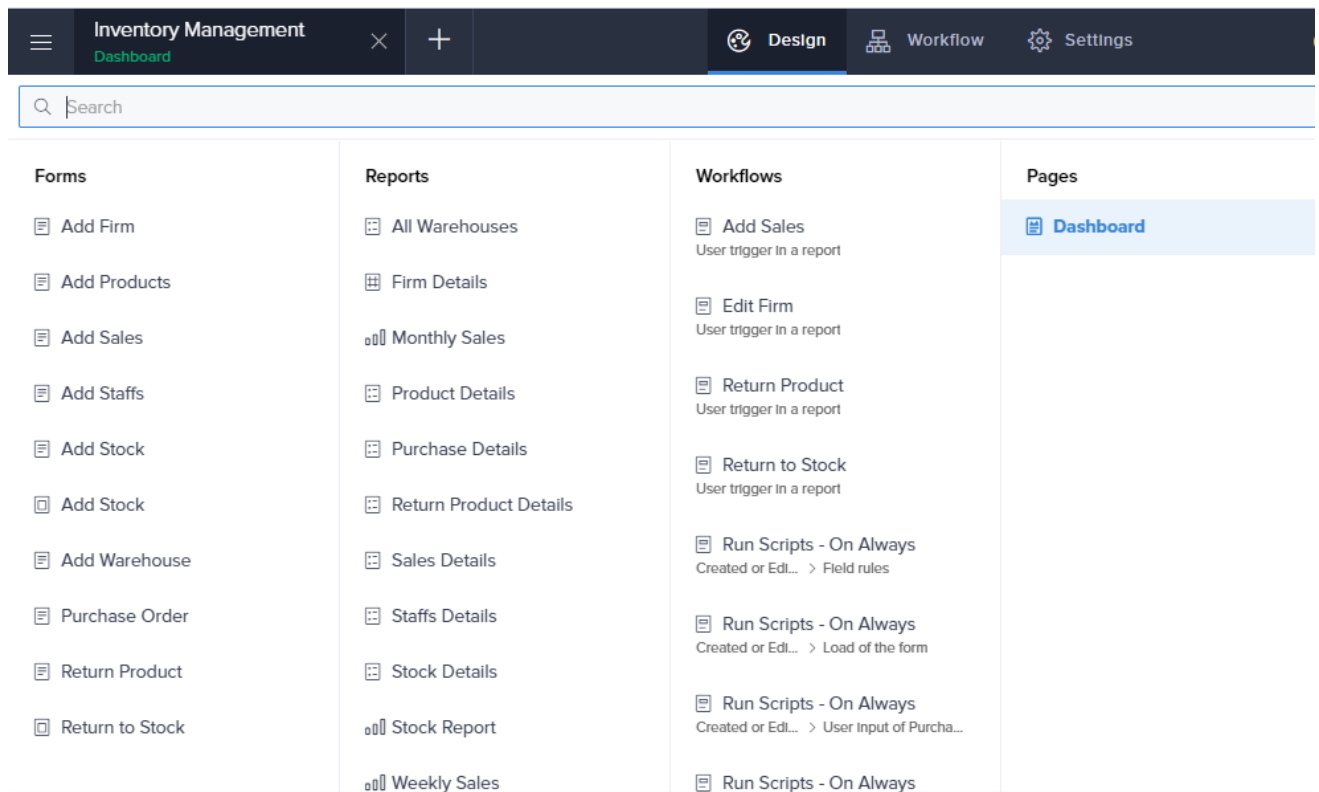 Inventory Management
Dashboard
Design
Workflow
Settings
Search
Forms
Add Firm
Add Products
Add Sales
Add Staffs
Add Stock
Add Stock
Add Warehouse
Purchase Order
Return Product
Return to Stock
Reports
All Warehouses
Firm Details
Monthly Sales
Product Details
Purchase Details
Return Product Details
Sales Details
Staffs Details
Stock Details
Stock Report
Weekly Sales
Workflows
Add Sales
User trigger in a report
Edit Firm
User trigger in a report
Return Product
User trigger in a report
Return to Stock
User trigger in a report
Run Scripts - On Always
Created or Edi... > Field rules
Run Scripts - On Always
Created or Edi... > Load of the form
Run Scripts - On Always
Created or Edi... > User input of Purcha...
Run Scripts - On Always
Pages
Dashboard